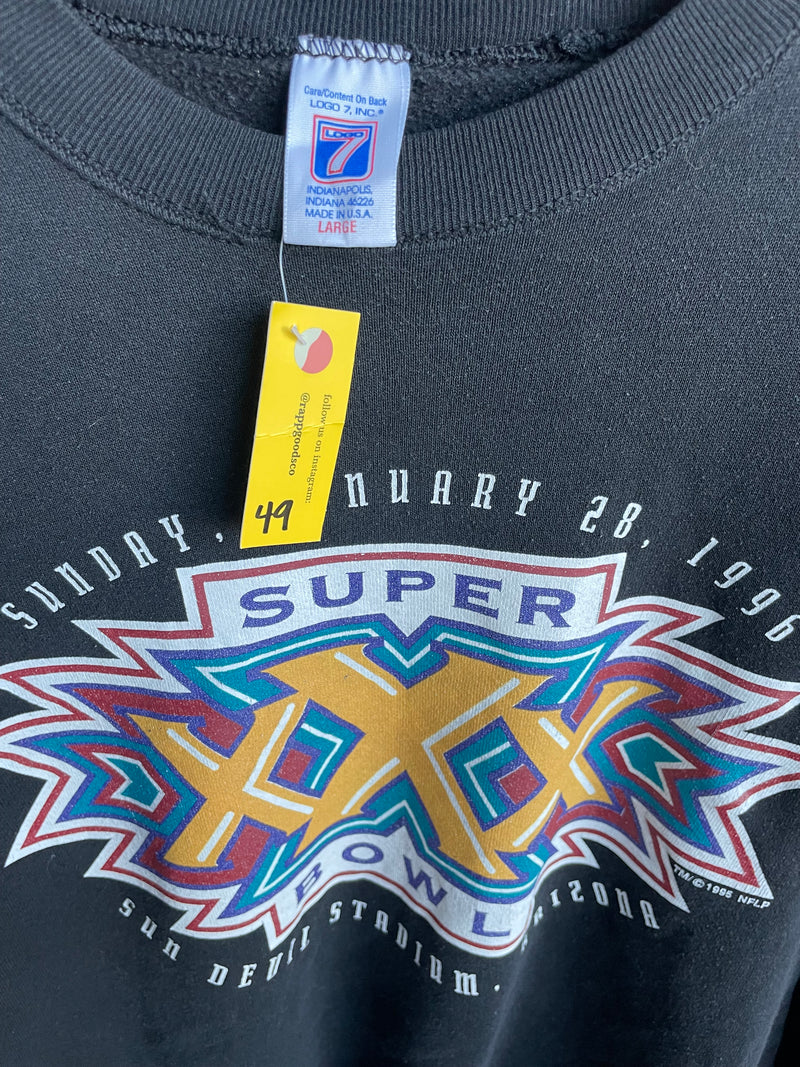 Care/Content On Back
LOGO 7, INC.®
LOGO
7
INDIANAPOLIS,
INDIANA 46226
MADE IN U.S.A.
LARGE
follow us on instagram:
@rappgoodsco
49
SUNDAY, NUARY 28, 1996
SUPER
XXX
BOWL
TM/© 1995 NFLP
SUN DEVIL STADIUM · ARIZONA